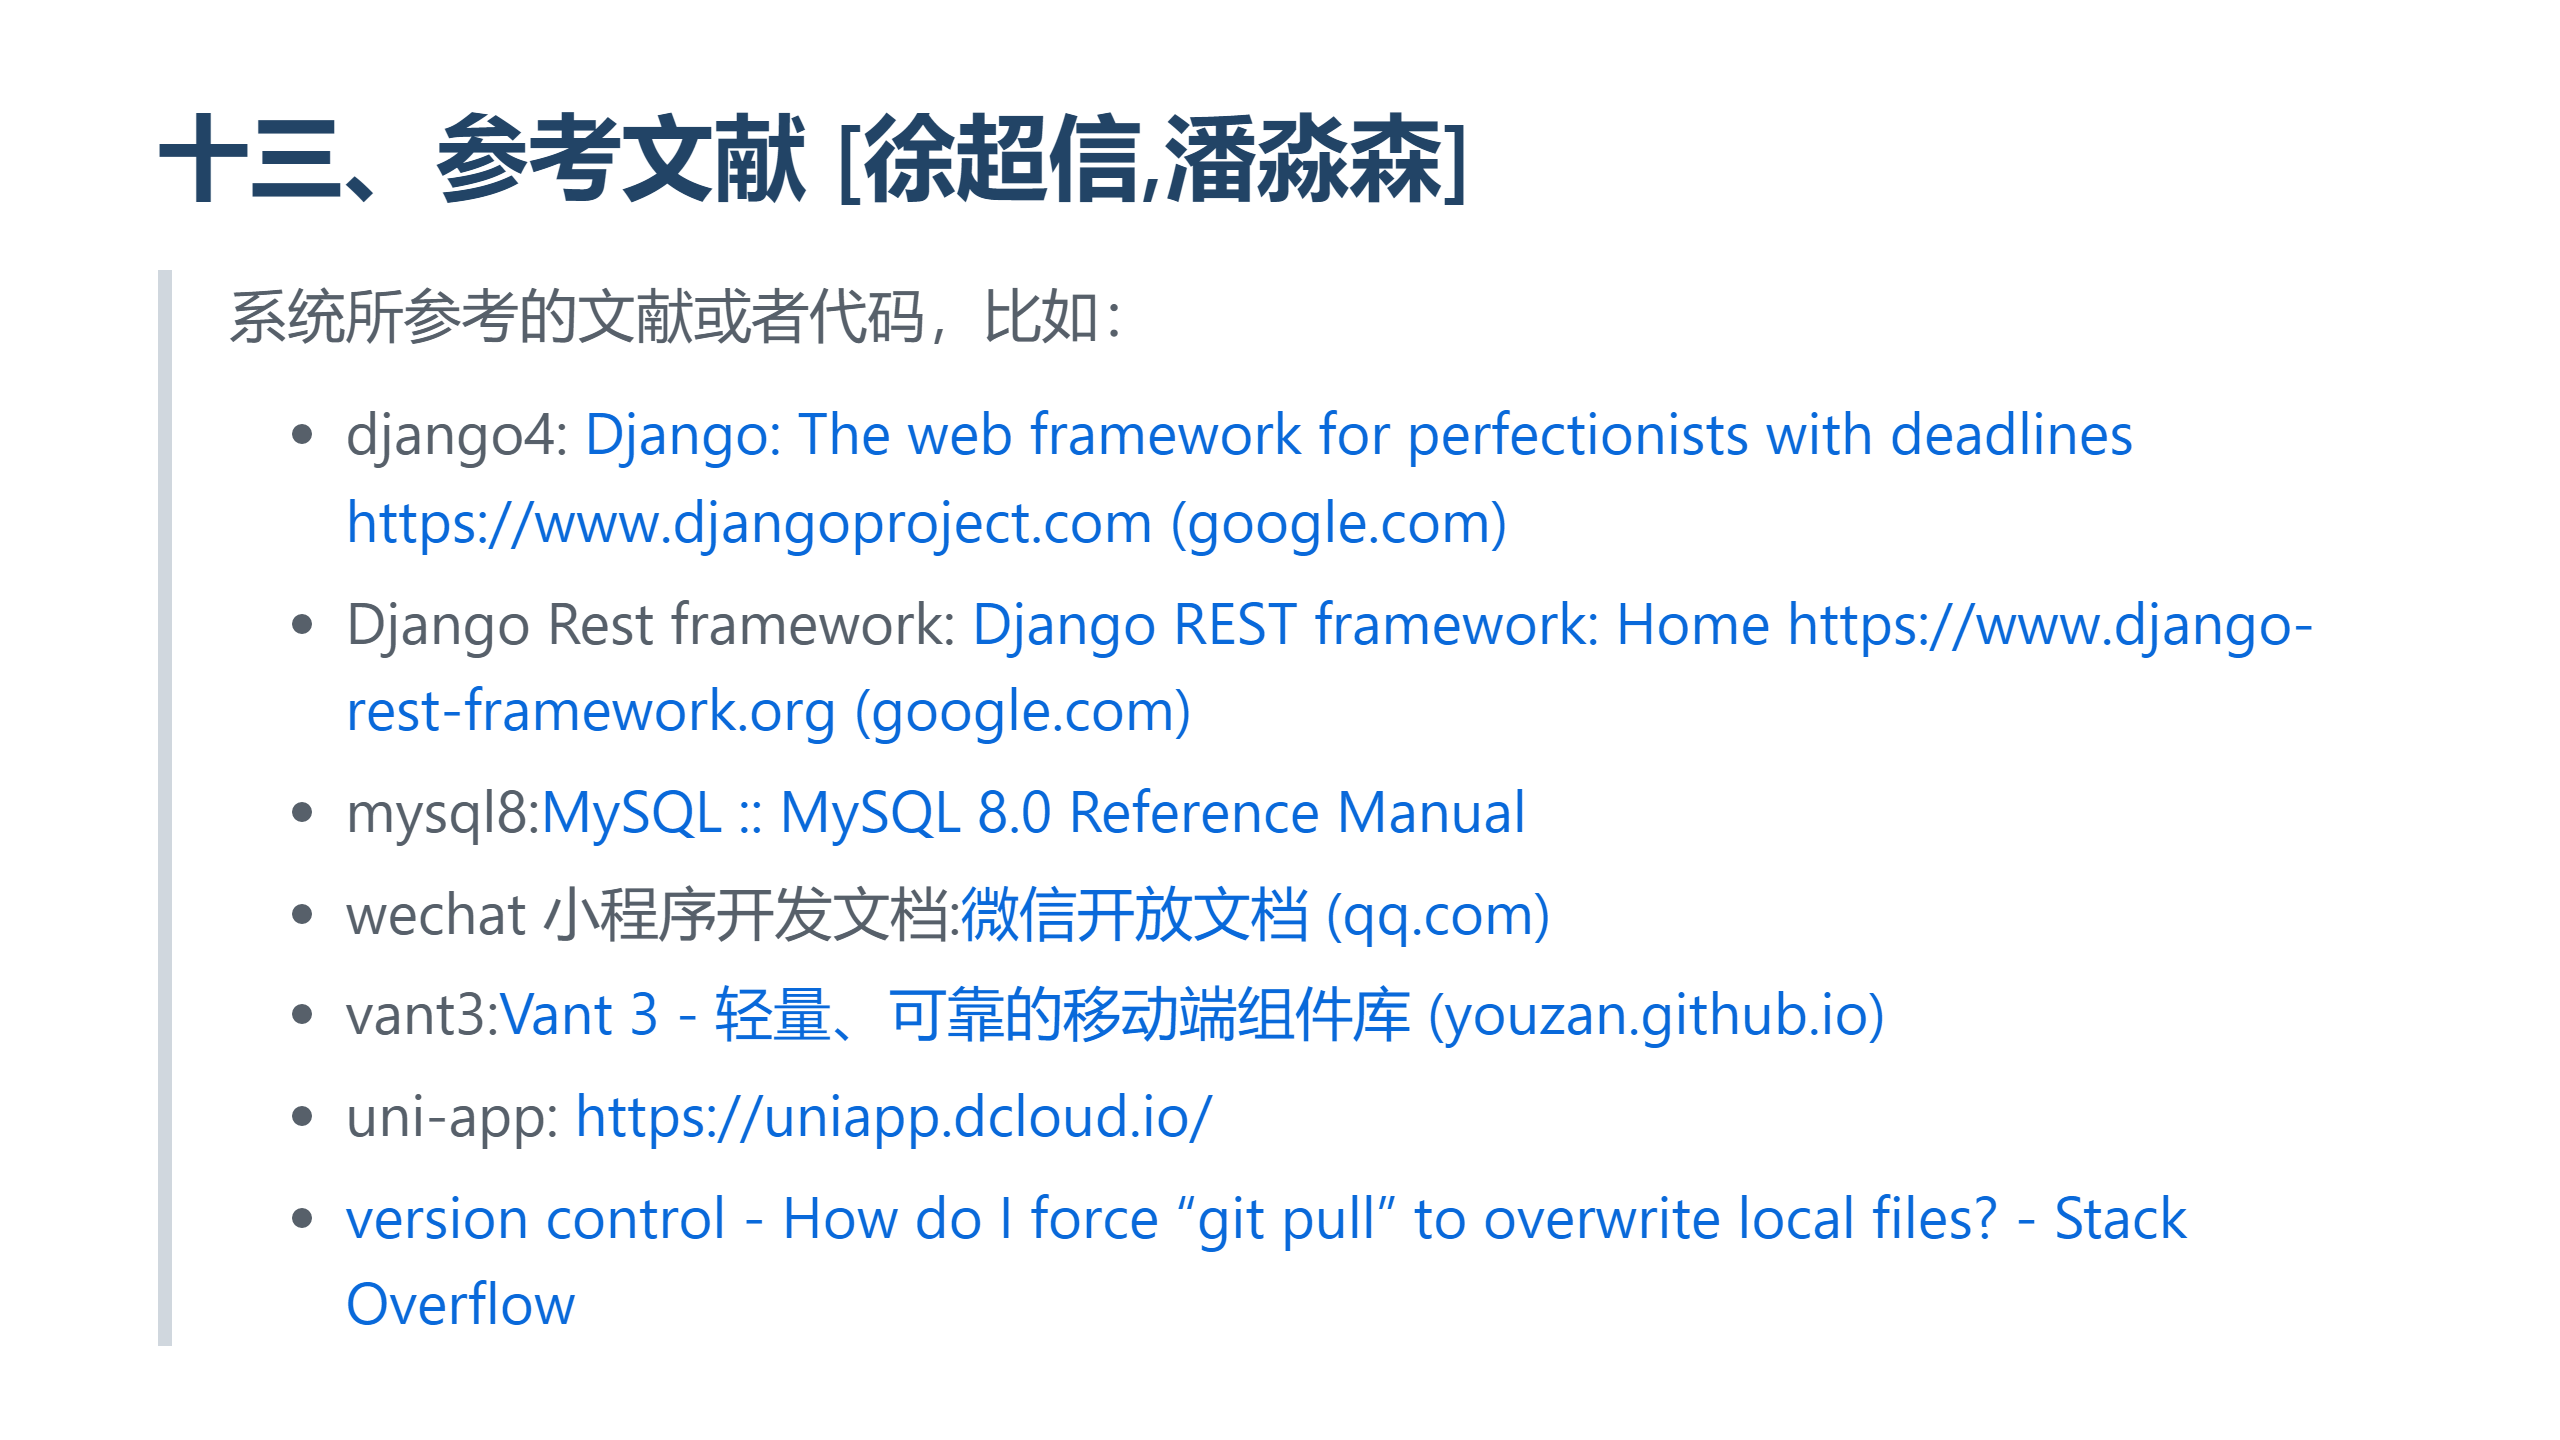 十三、参考文献 [徐超信,潘淼森]
系统所参考的文献或者代码，比如：
django4: Django: The web framework for perfectionists with deadlines
https://www.djangoproject.com (google.com)
Django Rest framework: Django REST framework: Home https://www.django-
rest-framework.org (google.com)
mysql8:MySQL :: MySQL 8.0 Reference Manual
wechat 小程序开发文档:微信开放文档 (qq.com)
vant3:Vant 3 - 轻量、可靠的移动端组件库 (youzan.github.io)
uni-app: https://uniapp.dcloud.io/
version control - How do I force “git pull” to overwrite local files? - Stack
Overflow